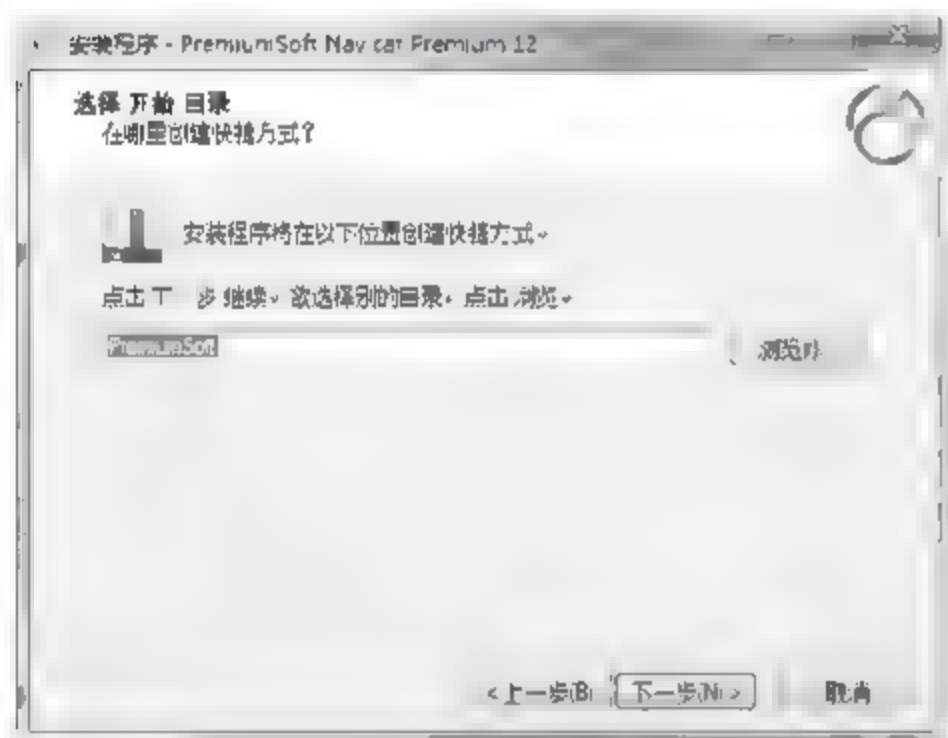 安装程序 - PremiumSoft Navicat Premium 12
选择 开始 目录
在哪里创建快捷方式?
安装程序将在以下位置创建快捷方式。
点击 下一步 继续。欲选择别的目录，点击 浏览。
PremiumSoft
浏览
<上一步(B)
下一步(N) >
取消